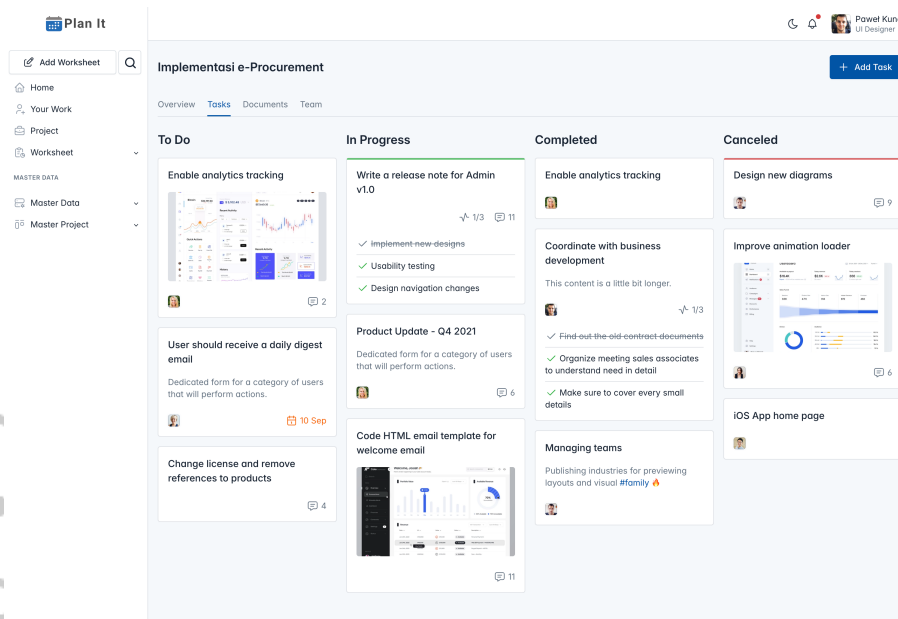 Plan It
Paweł Kun
UI Designer
Add Worksheet
Home
Your Work
Project
Worksheet
MASTER DATA
Master Data
Master Project
Implementasi e-Procurement
Add Task
Overview Tasks Documents Team
To Do
Enable analytics tracking
2
User should receive a daily digest
email
Dedicated form for a category of users
that will perform actions.
10 Sep
Change license and remove
references to products
4
In Progress
Write a release note for Admin
v1.0
1/3 11
Implement new designs
Usability testing
Design navigation changes
Product Update - Q4 2021
Dedicated form for a category of users
that will perform actions.
6
Code HTML email template for
welcome email
11
Completed
Enable analytics tracking
Coordinate with business
development
This content is a little bit longer.
1/3
Find out the old contract documents
Organize meeting sales associates
to understand need in detail
Make sure to cover every small
details
Managing teams
Publishing industries for previewing
layouts and visual #family 🔥
Canceled
Design new diagrams
9
Improve animation loader
6
iOS App home page